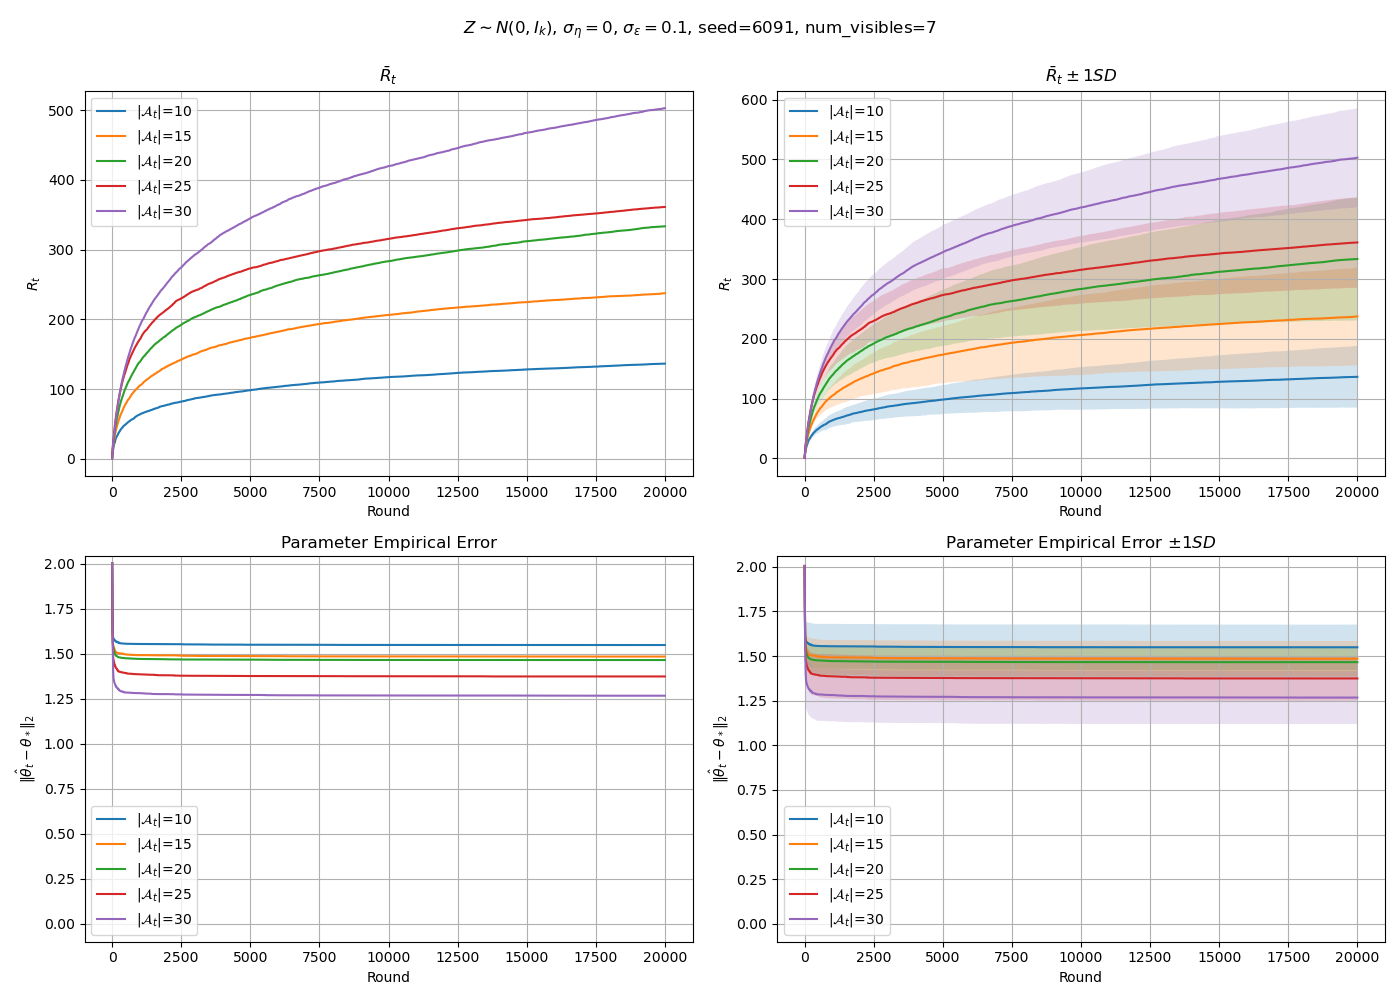 Z ∼ N(0, I_k), σ_η = 0, σ_ε = 0.1, seed=6091, num_visibles=7
R̄_t
R_t
500
400
300
200
100
0
|𝒜_t|=10
|𝒜_t|=15
|𝒜_t|=20
|𝒜_t|=25
|𝒜_t|=30
0 2500 5000 7500 10000 12500 15000 17500 20000
Round
R̄_t ± 1SD
R_t
600
500
400
300
200
100
0
|𝒜_t|=10
|𝒜_t|=15
|𝒜_t|=20
|𝒜_t|=25
|𝒜_t|=30
0 2500 5000 7500 10000 12500 15000 17500 20000
Round
Parameter Empirical Error
‖θ̂_t − θ_*‖₂
2.00
1.75
1.50
1.25
1.00
0.75
0.50
0.25
0.00
|𝒜_t|=10
|𝒜_t|=15
|𝒜_t|=20
|𝒜_t|=25
|𝒜_t|=30
0 2500 5000 7500 10000 12500 15000 17500 20000
Round
Parameter Empirical Error ±1SD
‖θ̂_t − θ_*‖₂
2.00
1.75
1.50
1.25
1.00
0.75
0.50
0.25
0.00
|𝒜_t|=10
|𝒜_t|=15
|𝒜_t|=20
|𝒜_t|=25
|𝒜_t|=30
0 2500 5000 7500 10000 12500 15000 17500 20000
Round